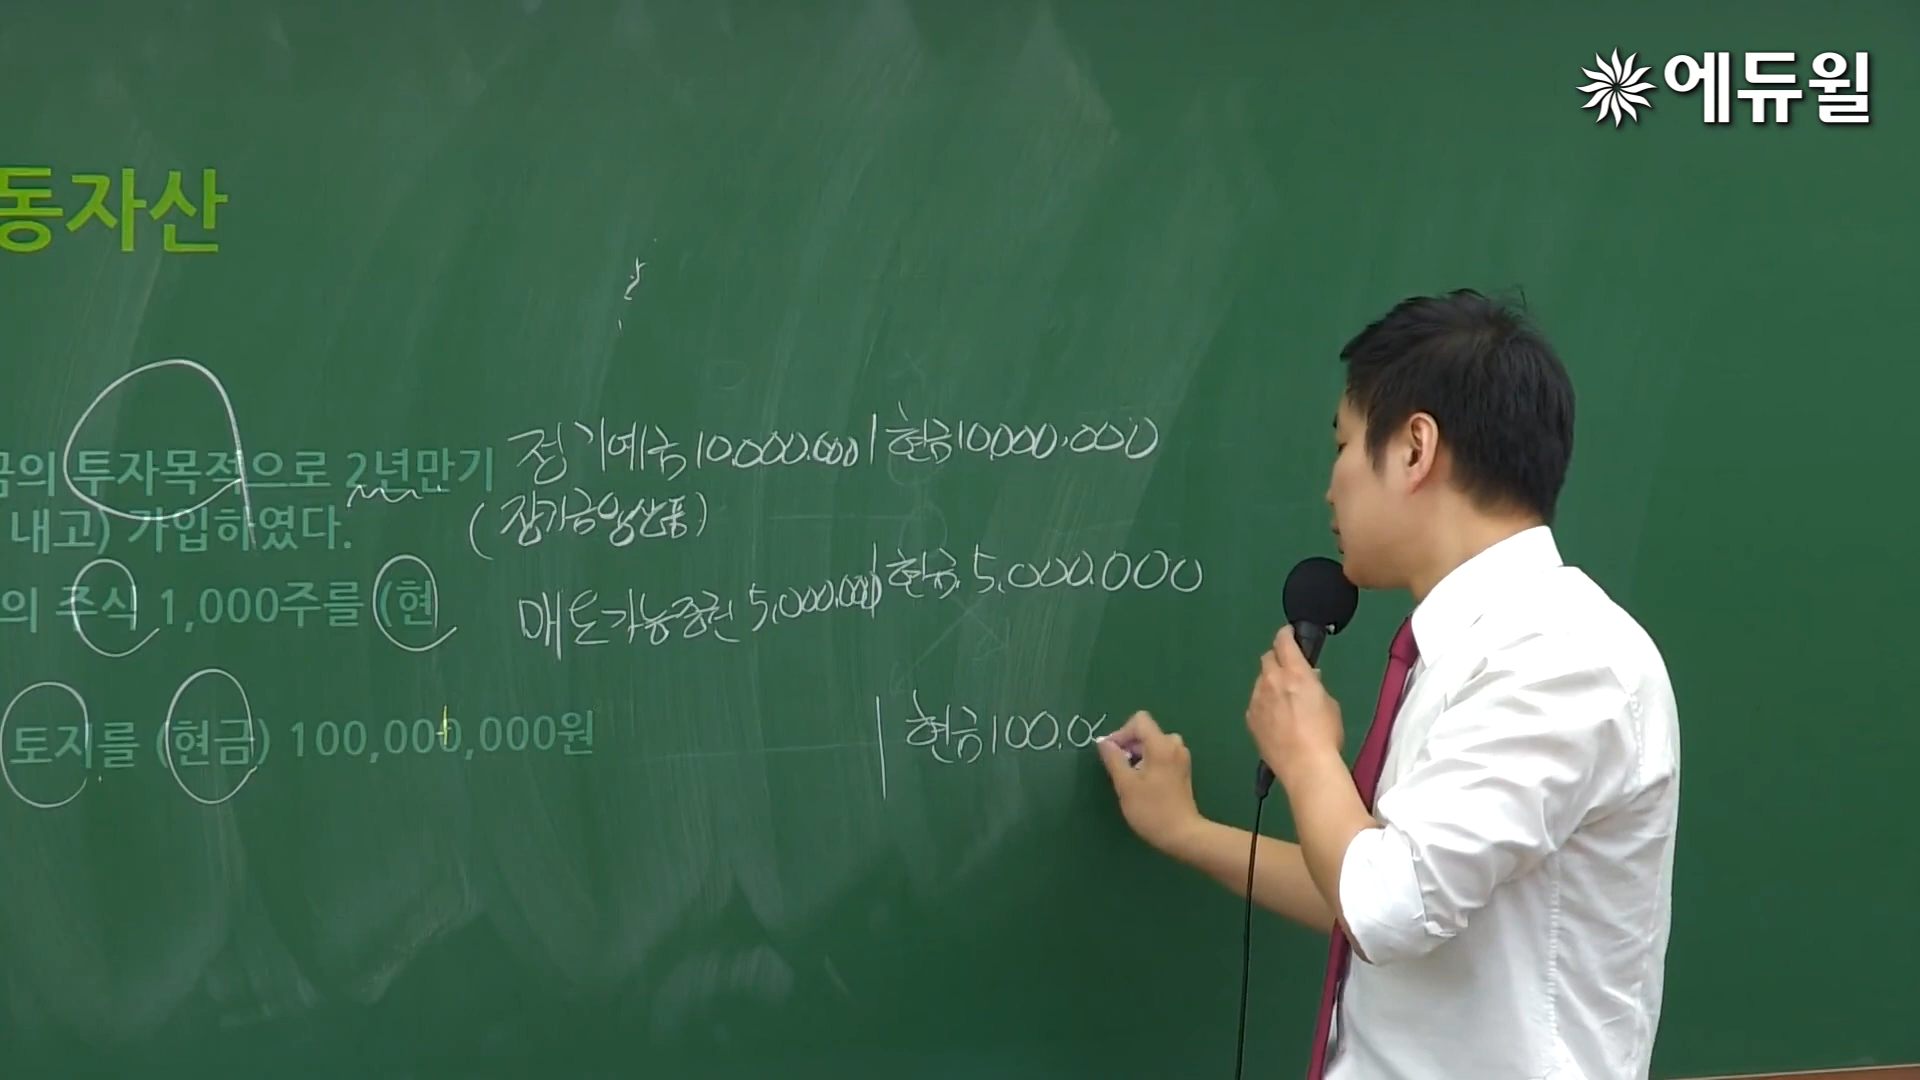 에듀윌
동자산
금의 투자목적으로 2년만기
내고) 가입하였다.
의 주식 1,000주를 (현
토지를 (현금) 100,000,000원
정기예금 10,000,000 현금 10,000,000
(장기금융상품)
매도가능증권 5,000,000 현금 5,000,000
현금 100,00